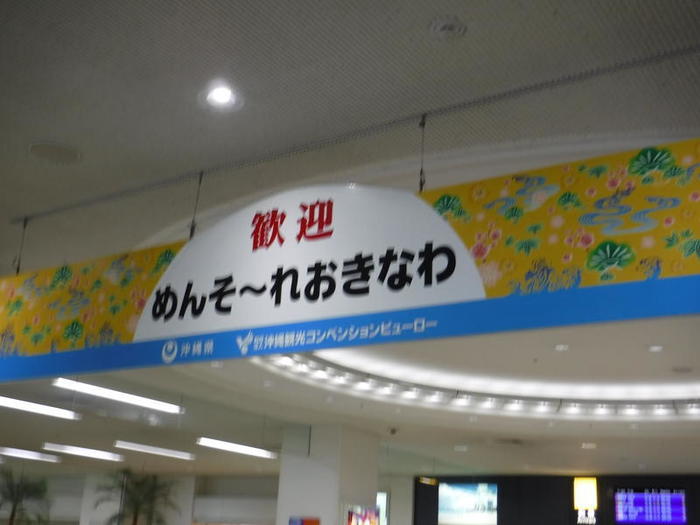 歓迎
めんそ～れおきなわ
沖縄県 沖縄観光コンベンションビューロー